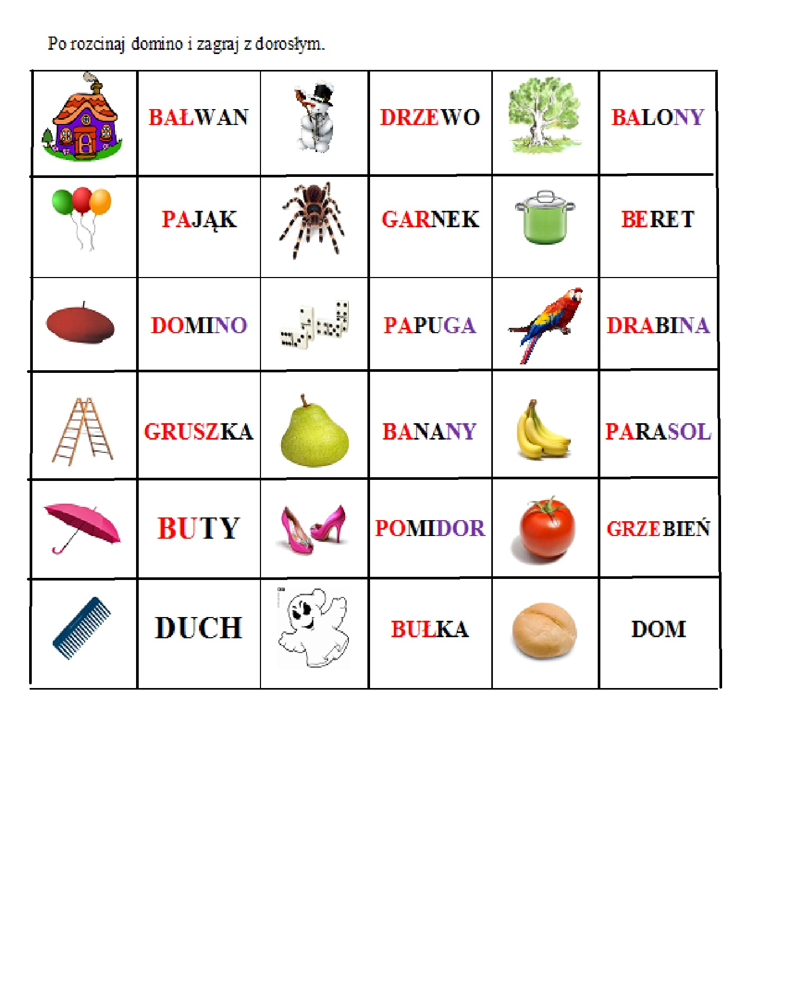 Po rozcinaj domino i zagraj z dorosłym.
BAŁWAN DRZEWO BALONY
PAJĄK GARNEK BERET
DOMINO PAPUGA DRABINA
GRUSZKA BANANY PARASOL
BUTY POMIDOR GRZEBIEŃ
DUCH BUŁKA DOM